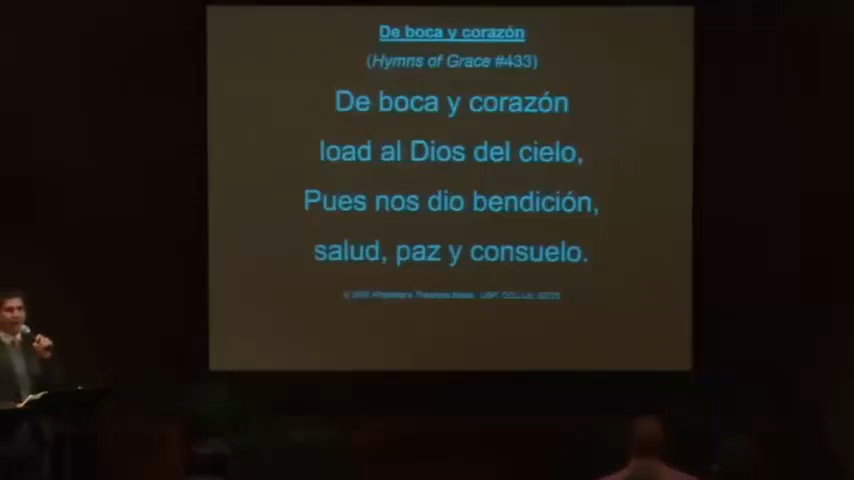 De boca y corazón
(Hymns of Grace #433)
De boca y corazón
load al Dios del cielo,
Pues nos dio bendición,
salud, paz y consuelo.